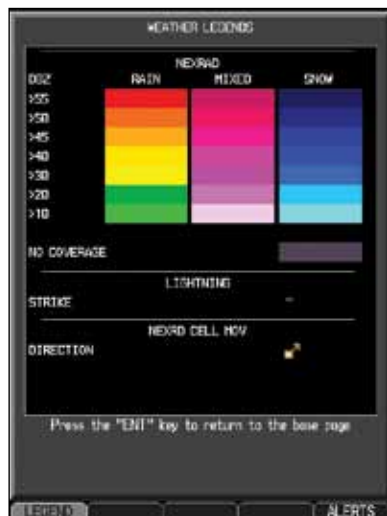 WEATHER LEGENDS
NEXRAD
DBZ RAIN MIXED SNOW
>55
>50
>45
>40
>30
>20
>10
NO COVERAGE
LIGHTNING
STRIKE
NEXRD CELL MOV
DIRECTION
Press the "ENT" key to return to the base page
LEGEND ALERTS